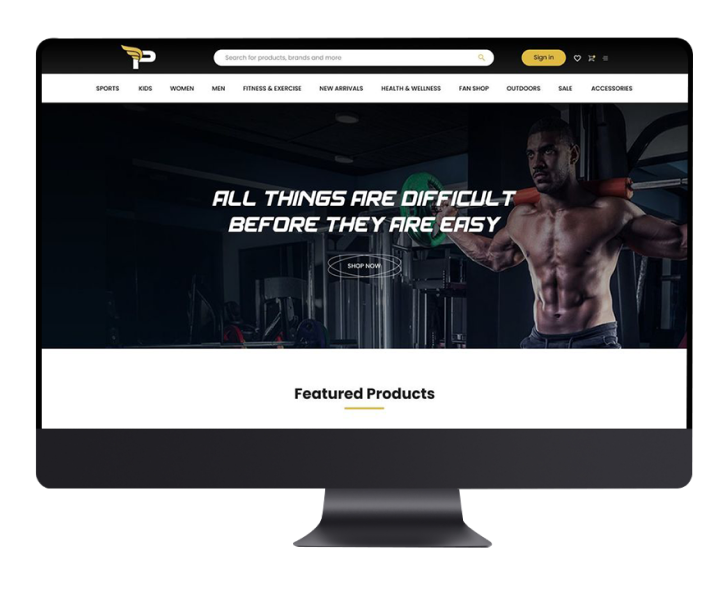 P
Search for products, brands and more
Sign in
SPORTS KIDS WOMEN MEN FITNESS & EXERCISE NEW ARRIVALS HEALTH & WELLNESS FAN SHOP OUTDOORS SALE ACCESSORIES
ALL THINGS ARE DIFFICULT
BEFORE THEY ARE EASY
SHOP NOW
Featured Products